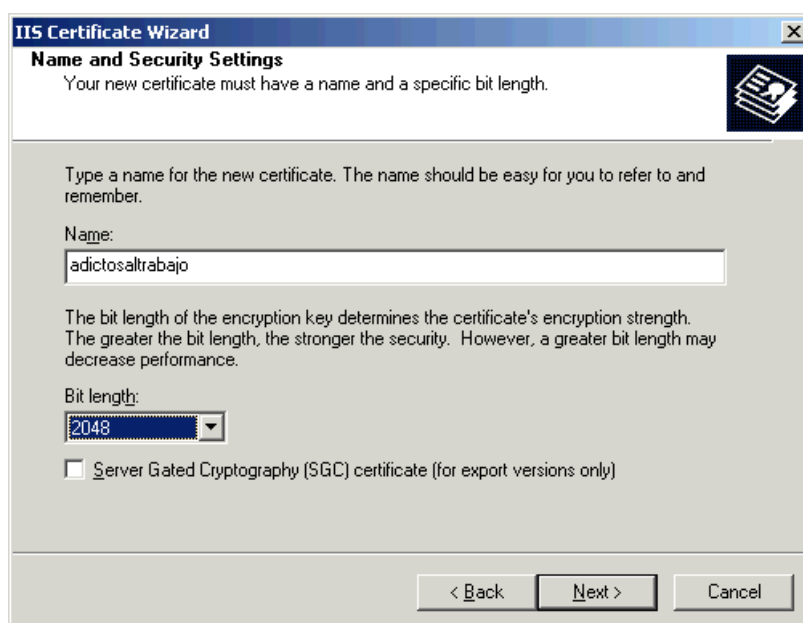 IIS Certificate Wizard
Name and Security Settings
Your new certificate must have a name and a specific bit length.
Type a name for the new certificate. The name should be easy for you to refer to and
remember.
Name:
adictosaltrabajo
The bit length of the encryption key determines the certificate's encryption strength.
The greater the bit length, the stronger the security.  However, a greater bit length may
decrease performance.
Bit length:
2048
Server Gated Cryptography (SGC) certificate (for export versions only)
< Back
Next >
Cancel